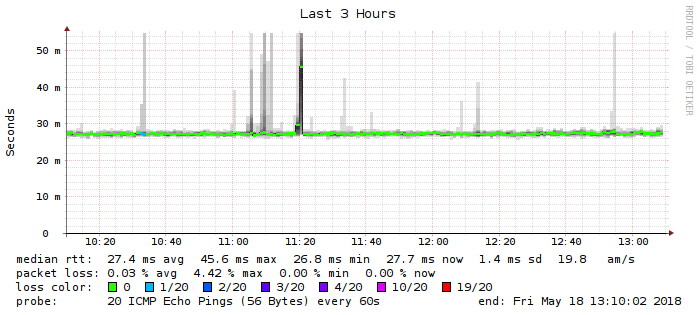 Last 3 Hours
RRDTOOL / TOBI OETIKER
Seconds
50 m
40 m
30 m
20 m
10 m
0
10:20 10:40 11:00 11:20 11:40 12:00 12:20 12:40 13:00
median rtt: 27.4 ms avg 45.6 ms max 26.8 ms min 27.7 ms now 1.4 ms sd 19.8 am/s
packet loss: 0.03 % avg 4.42 % max 0.00 % min 0.00 % now
loss color: 0 1/20 2/20 3/20 4/20 10/20 19/20
probe: 20 ICMP Echo Pings (56 Bytes) every 60s end: Fri May 18 13:10:02 2018